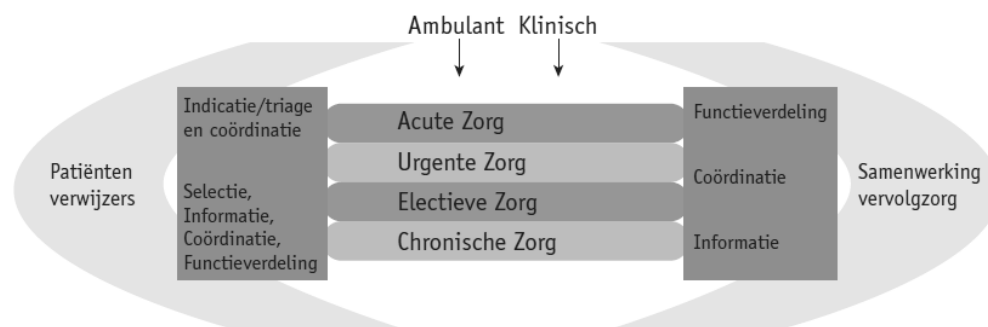 Ambulant Klinisch
Indicatie/triage
en coördinatie
Selectie,
Informatie,
Coördinatie,
Functieverdeling
Patiënten
verwijzers
Acute Zorg
Urgente Zorg
Electieve Zorg
Chronische Zorg
Functieverdeling
Coördinatie
Informatie
Samenwerking
vervolgzorg